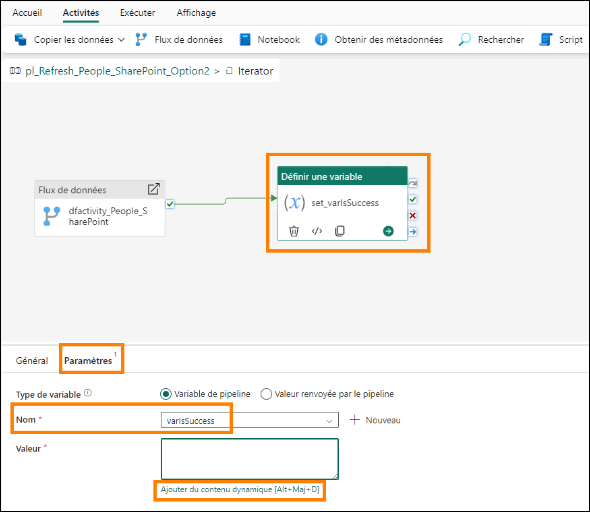 Accueil Activités Exécuter Affichage
Copier les données Flux de données Notebook Obtenir des métadonnées Rechercher Script
pl_Refresh_People_SharePoint_Option2 > Iterator
Définir une variable
Flux de données
(x) set_varIsSuccess
dfactivity_People_S
harePoint
Général Paramètres 1
Type de variable Variable de pipeline Valeur renvoyée par le pipeline
Nom * varIsSuccess + Nouveau
Valeur *
Ajouter du contenu dynamique [Alt+Maj+D]